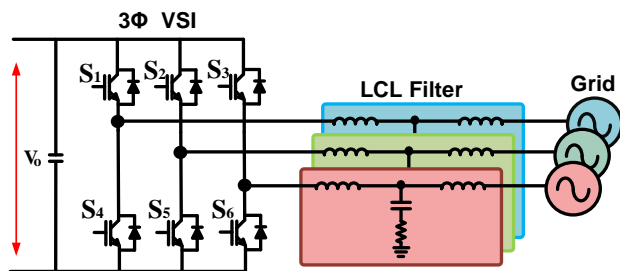 3Φ VSI
S1 S2 S3
LCL Filter
Grid
Vo
S4 S5 S6